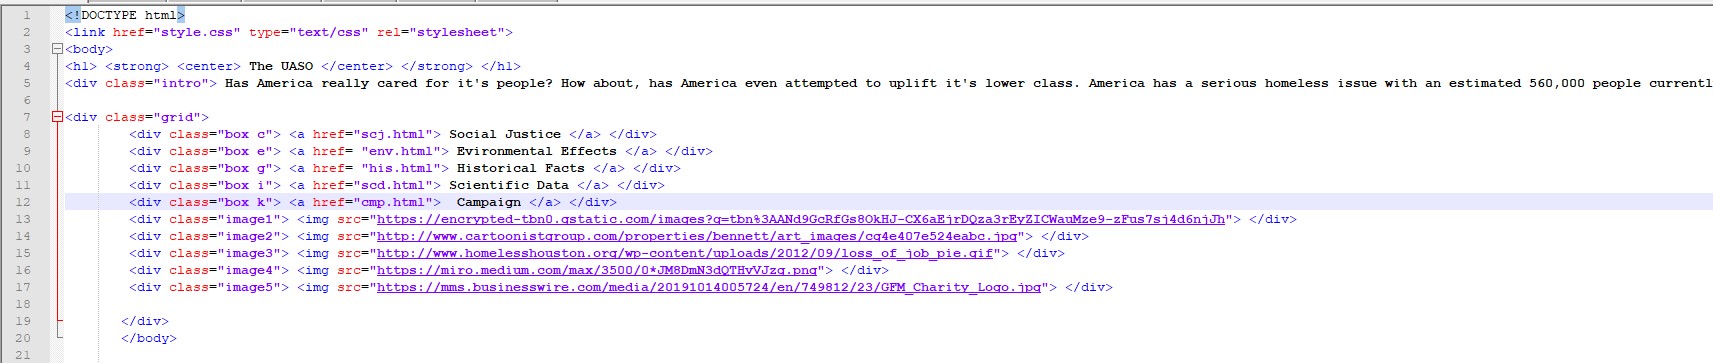 1 <!DOCTYPE html>
2 <link href="style.css" type="text/css" rel="stylesheet">
3 <body>
4 <h1> <strong> <center> The UASO </center> </strong> </h1>
5 <div class="intro"> Has America really cared for it's people? How about, has America even attempted to uplift it's lower class. America has a serious homeless issue with an estimated 560,000 people currentl
6
7 <div class="grid">
8 <div class="box c"> <a href="scj.html"> Social Justice </a> </div>
9 <div class="box e"> <a href= "env.html"> Evironmental Effects </a> </div>
10 <div class="box g"> <a href= "his.html"> Historical Facts </a> </div>
11 <div class="box i"> <a href="scd.html"> Scientific Data </a> </div>
12 <div class="box k"> <a href="cmp.html">  Campaign </a> </div>
13 <div class="image1"> <img src="https://encrypted-tbn0.gstatic.com/images?q=tbn%3AANd9GcRfGs8OkHJ-CX6aEjrDQza3rEyZICWauMze9-zFus7sj4d6njJh"> </div>
14 <div class="image2"> <img src="http://www.cartoonistgroup.com/properties/bennett/art_images/cg4e407e524eabc.jpg"> </div>
15 <div class="image3"> <img src="http://www.homelesshouston.org/wp-content/uploads/2012/09/loss_of_job_pie.gif"> </div>
16 <div class="image4"> <img src="https://miro.medium.com/max/3500/0*JM8DmN3dQTHvVJzg.png"> </div>
17 <div class="image5"> <img src="https://mms.businesswire.com/media/20191014005724/en/749812/23/GFM_Charity_Logo.jpg"> </div>
18
19 </div>
20 </body>
21